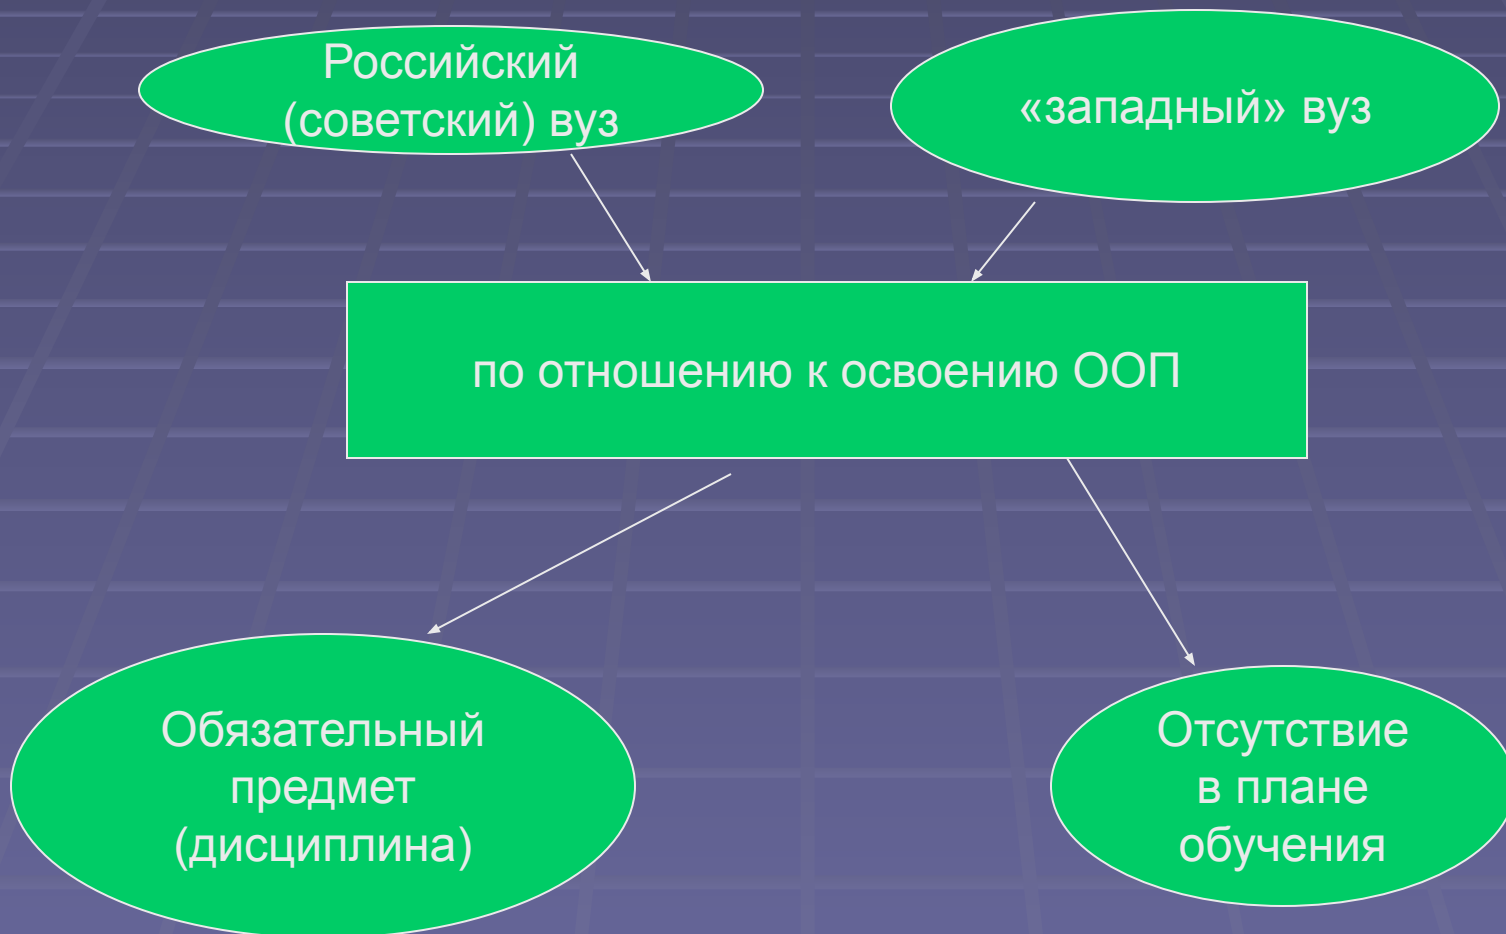 Российский
(советский) вуз
«западный» вуз
по отношению к освоению ООП
Обязательный
предмет
(дисциплина)
Отсутствие
в плане
обучения